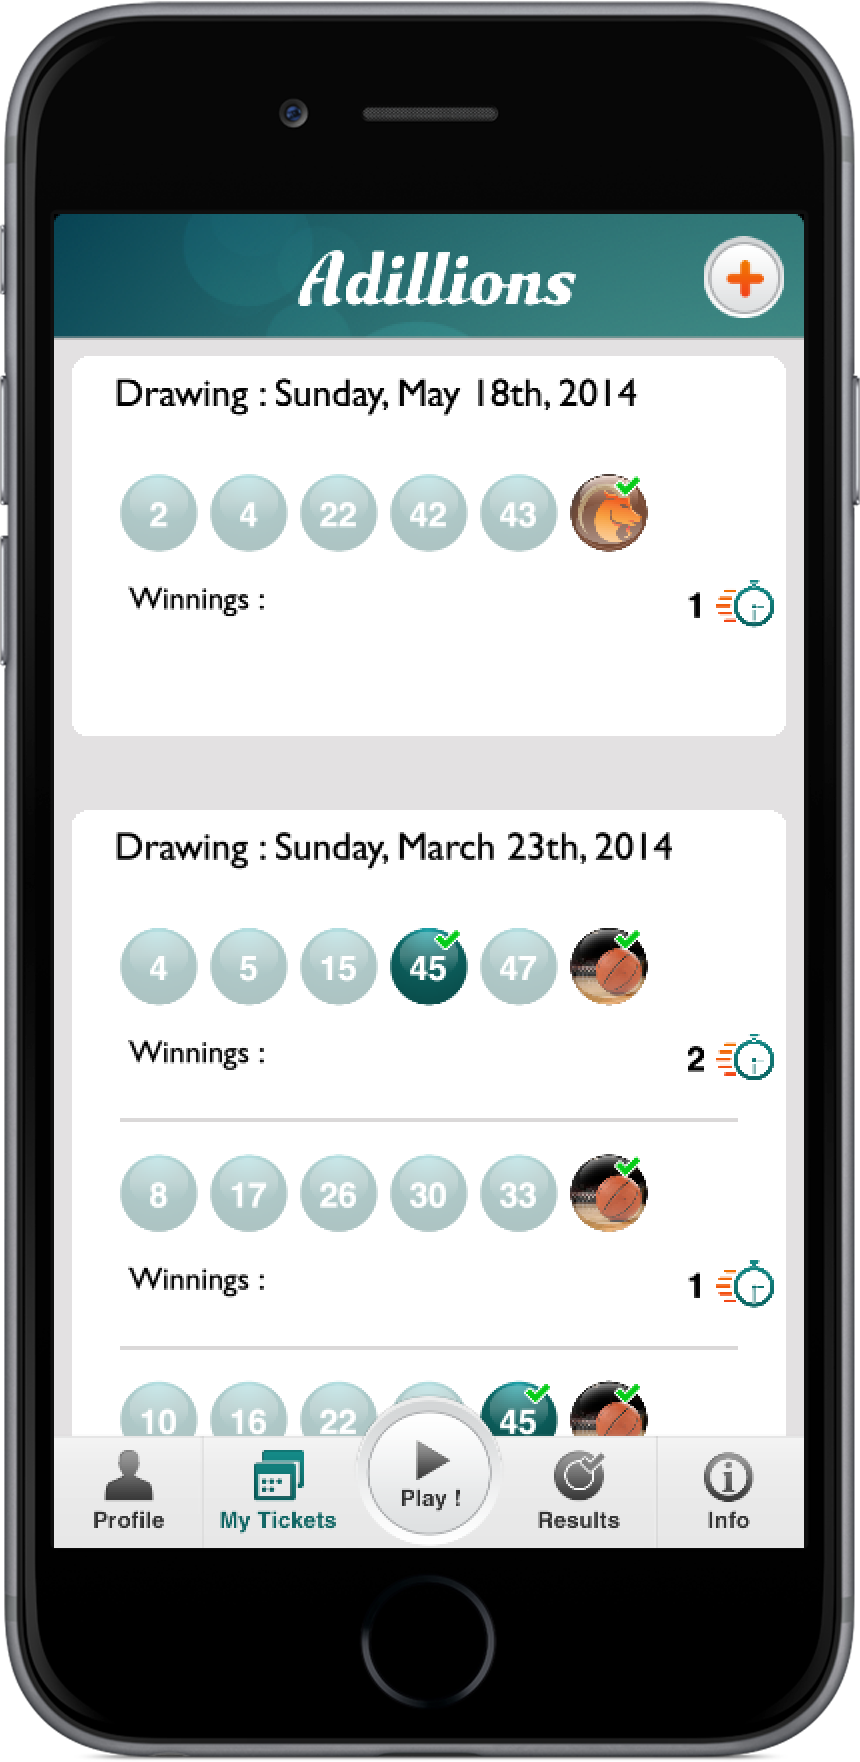 Adillions
Drawing : Sunday, May 18th, 2014
2 4 22 42 43
Winnings :
1
Drawing : Sunday, March 23th, 2014
4 5 15 45 47
Winnings :
2
8 17 26 30 33
Winnings :
1
10 16 22 45
Play !
Profile
My Tickets
Results
Info